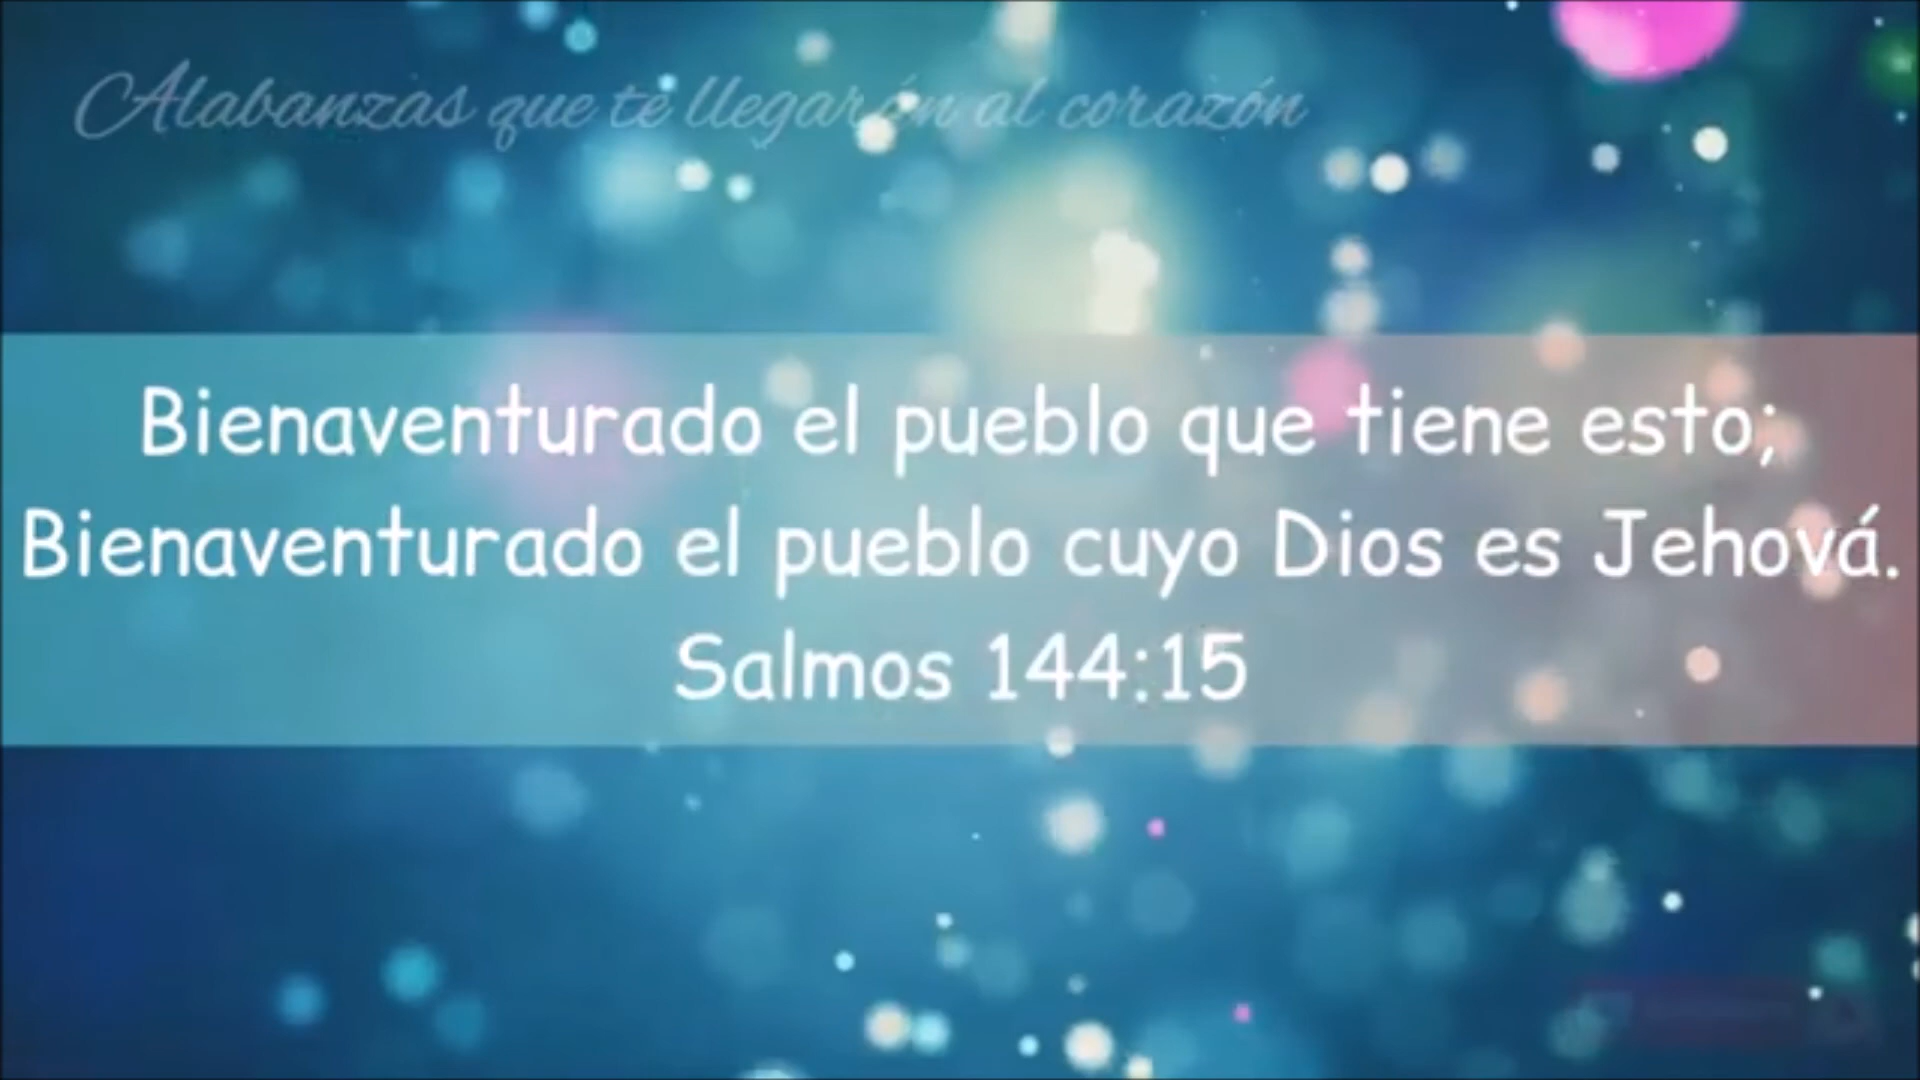 Alabanzas que te llegarán al corazón
Bienaventurado el pueblo que tiene esto;
Bienaventurado el pueblo cuyo Dios es Jehová.
Salmos 144:15